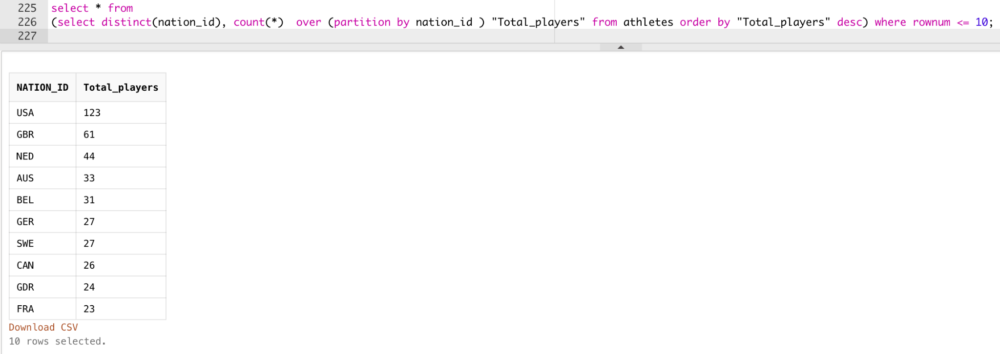 225 select * from
226 (select distinct(nation_id), count(*)  over (partition by nation_id ) "Total_players" from athletes order by "Total_players" desc) where rownum <= 10;
227
NATION_ID Total_players
USA 123
GBR 61
NED 44
AUS 33
BEL 31
GER 27
SWE 27
CAN 26
GDR 24
FRA 23
Download CSV
10 rows selected.